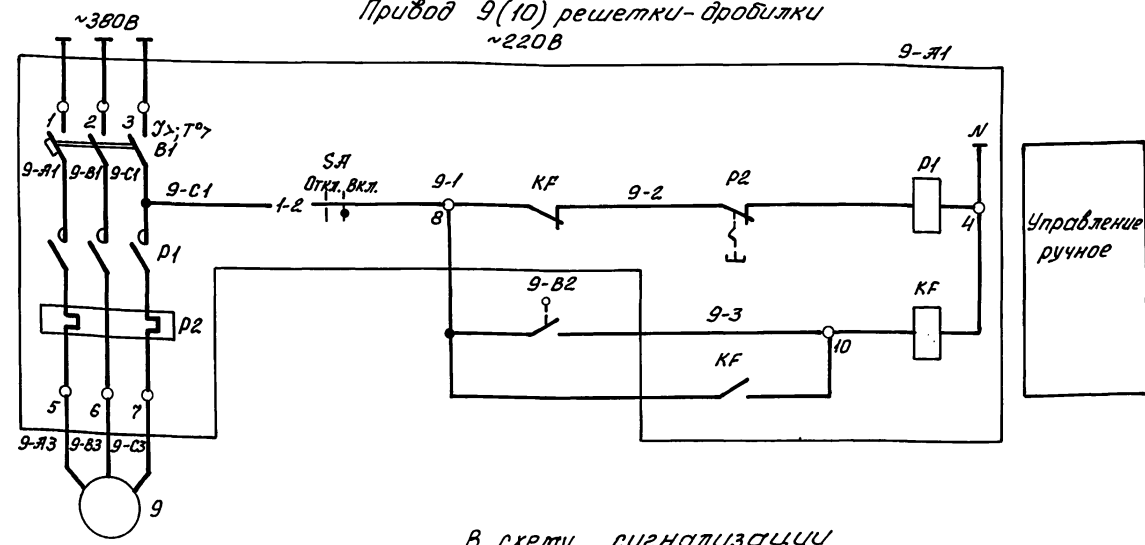 Привод 9(10) решетки-дробилки
~380В
~220В
9-А1
1 2 3
У>;Т°>
В1
9-А1 9-В1 9-С1
9-С1
1-2
SA
Откл. Вкл.
9-1
8
KF
9-2
Р2
Р1
N
4
Управление
ручное
Р1
9-В2
9-3
10
KF
Р2
KF
5 6 7
9-А3 9-В3 9-С3
9
В схему сигнализации